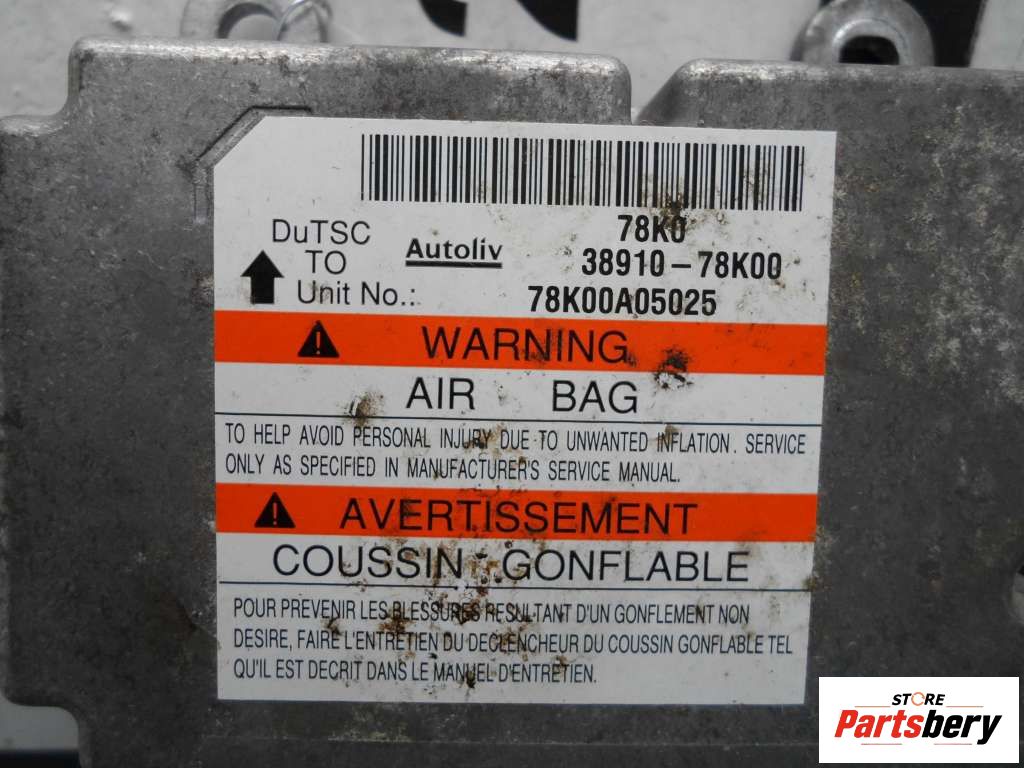 78K0
DuTSC
TO
Autoliv
38910-78K00
Unit No.:
78K00A05025
WARNING
AIR BAG
TO HELP AVOID PERSONAL INJURY DUE TO UNWANTED INFLATION. SERVICE
ONLY AS SPECIFIED IN MANUFACTURER'S SERVICE MANUAL.
AVERTISSEMENT
COUSSIN GONFLABLE
POUR PREVENIR LES BLESSURES RESULTANT D'UN GONFLEMENT NON
DESIRE, FAIRE L'ENTRETIEN DU DECLENCHEUR DU COUSSIN GONFLABLE TEL
QU'IL EST DECRIT DANS LE MANUEL D'ENTRETIEN.
STORE
Partsbery